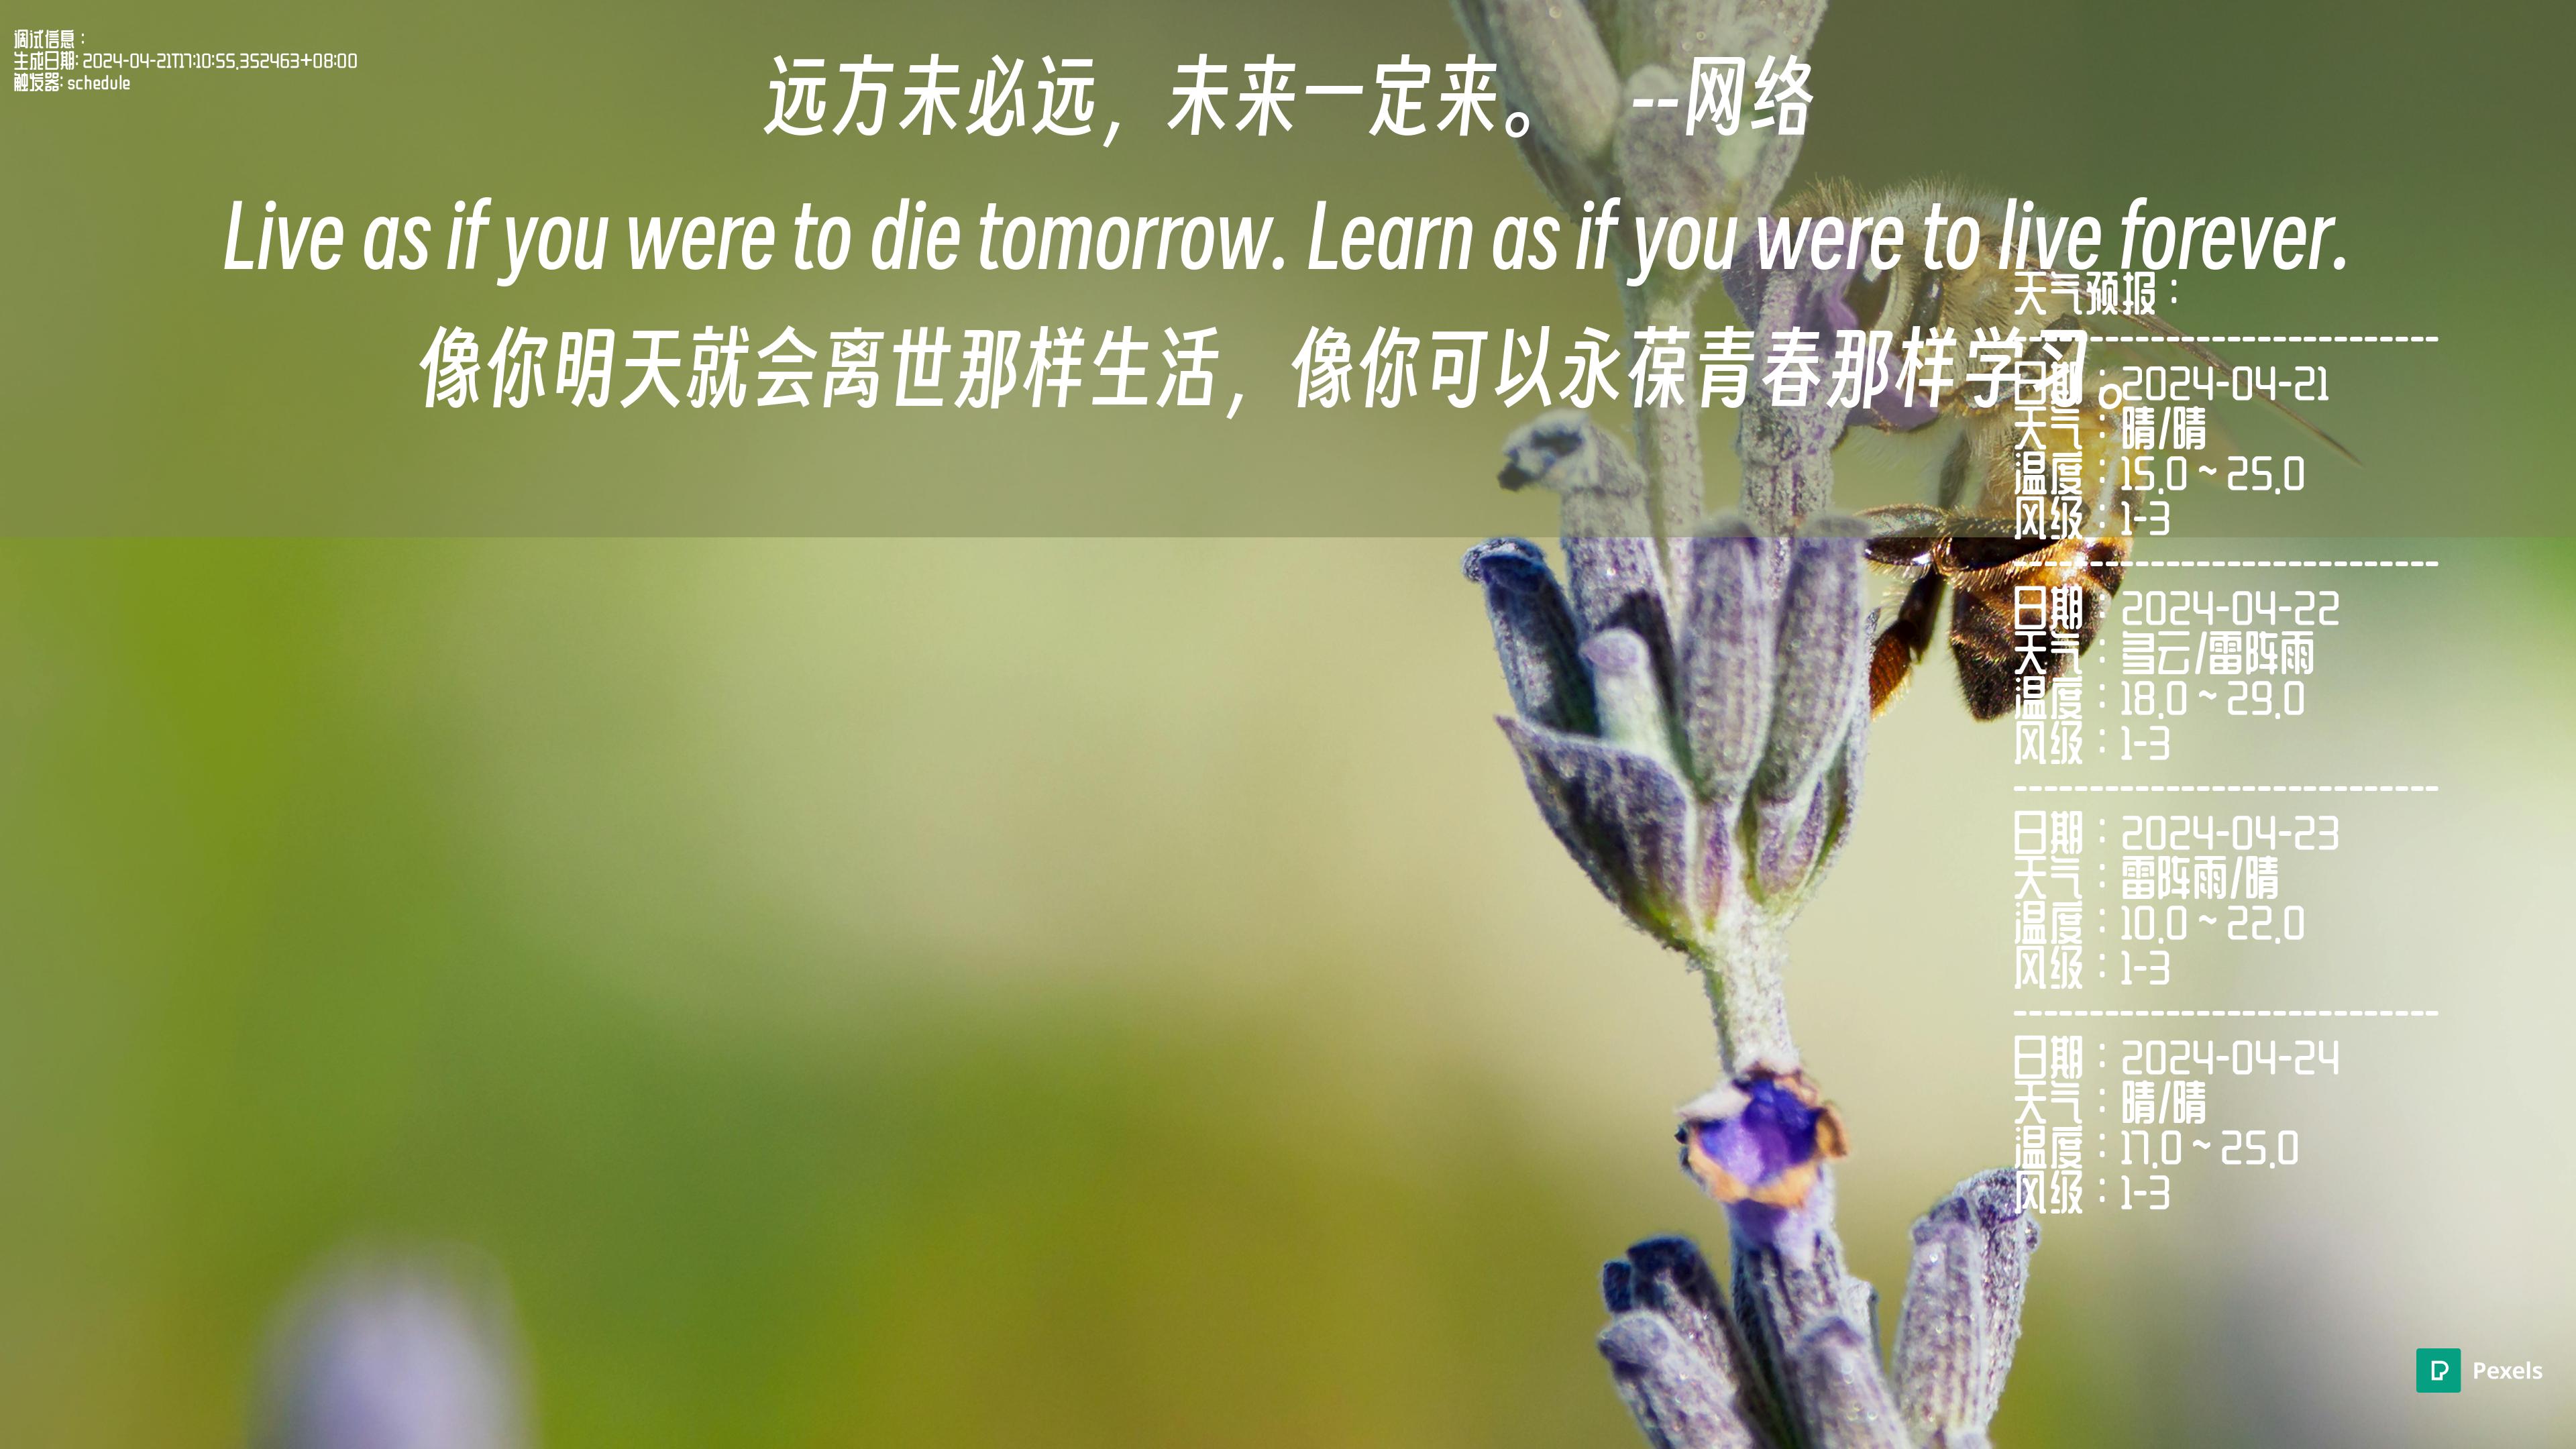 调试信息：
生成日期: 2024-04-21T17:10:55.352463+08:00
触发器: schedule
远方未必远，未来一定来。 --网络
Live as if you were to die tomorrow. Learn as if you were to live forever.
像你明天就会离世那样生活，像你可以永葆青春那样学习。
天气预报：
----------------------------
日期：2024-04-21
天气：晴/晴
温度：15.0 ~ 25.0
风级：1-3
----------------------------
日期：2024-04-22
天气：多云/雷阵雨
温度：18.0 ~ 29.0
风级：1-3
----------------------------
日期：2024-04-23
天气：雷阵雨/晴
温度：10.0 ~ 22.0
风级：1-3
----------------------------
日期：2024-04-24
天气：晴/晴
温度：17.0 ~ 25.0
风级：1-3
Pexels